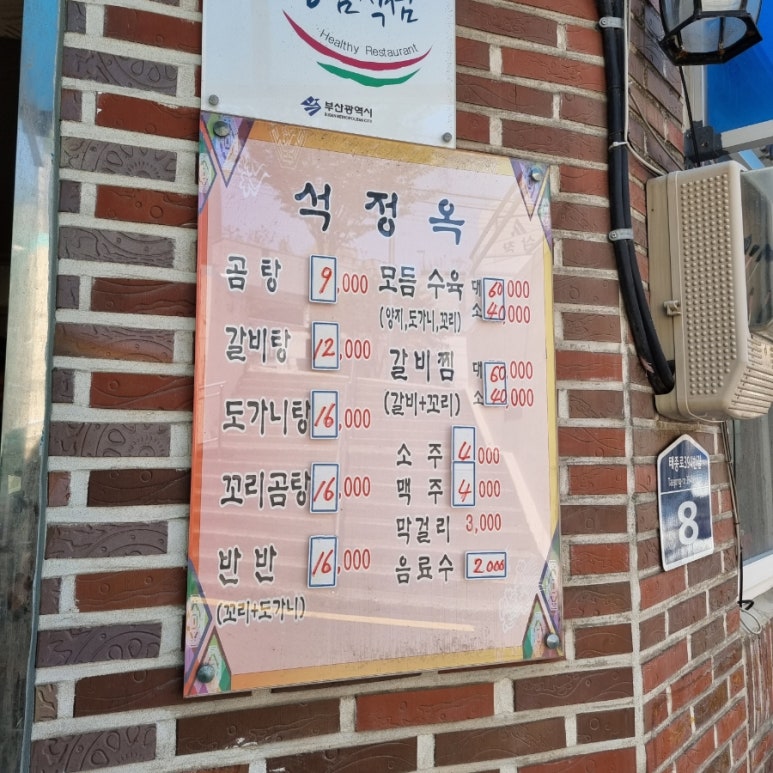 Healthy Restaurant
부산광역시
석정옥
곰탕 9,000
갈비탕 12,000
도가니탕 16,000
꼬리곰탕 16,000
반반 16,000
(꼬리+도가니)
모듬수육 대 60,000
소 40,000
(양지,도가니,꼬리)
갈비찜 대 60,000
소 40,000
(갈비+꼬리)
소주 4,000
맥주 4,000
막걸리 3,000
음료수 2,000
8